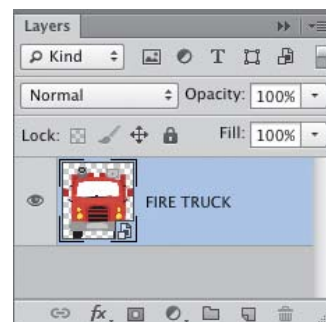 Layers
Kind
Normal Opacity: 100%
Lock: Fill: 100%
FIRE TRUCK
fx